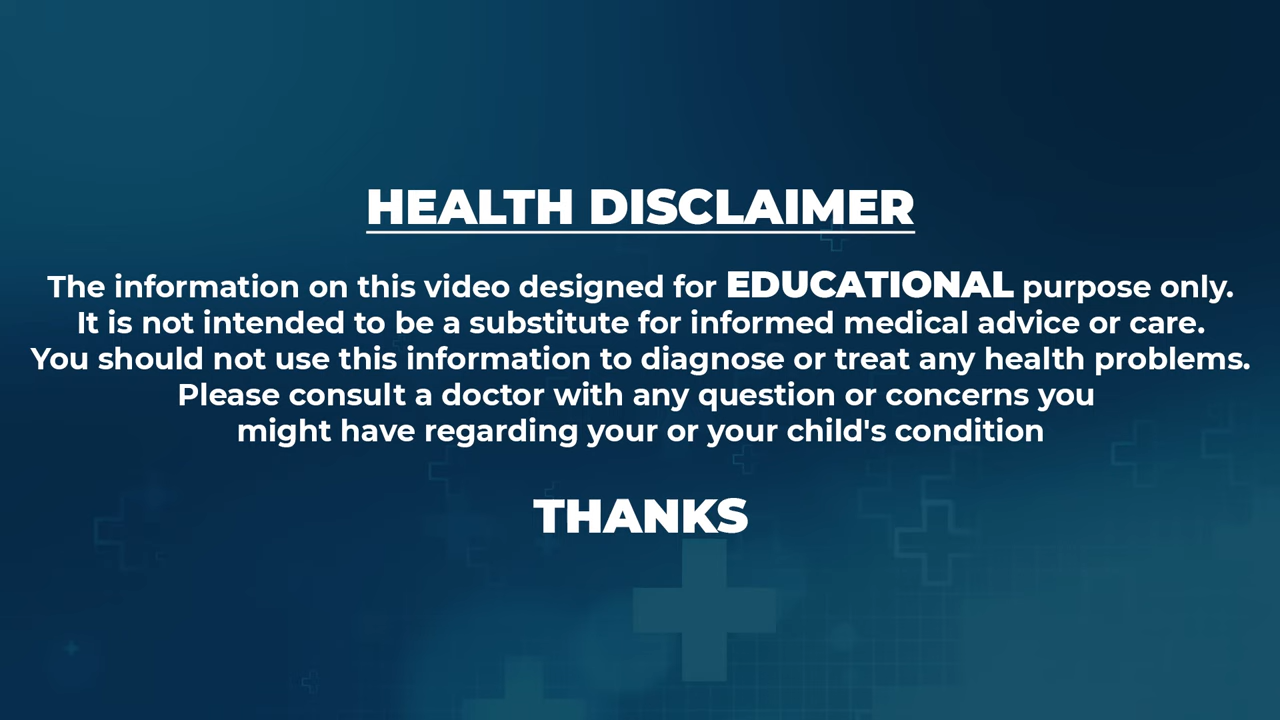 HEALTH DISCLAIMER
The information on this video designed for EDUCATIONAL purpose only.
It is not intended to be a substitute for informed medical advice or care.
You should not use this information to diagnose or treat any health problems.
Please consult a doctor with any question or concerns you
might have regarding your or your child's condition
THANKS